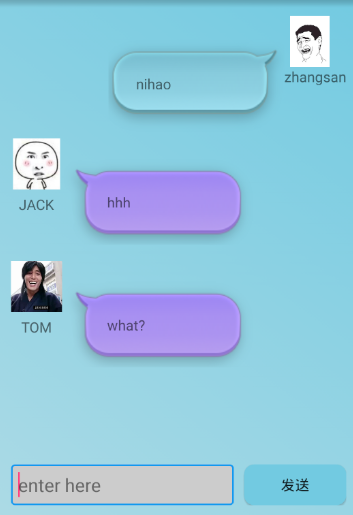 nihao
zhangsan
hhh
JACK
what?
TOM
enter here
发送